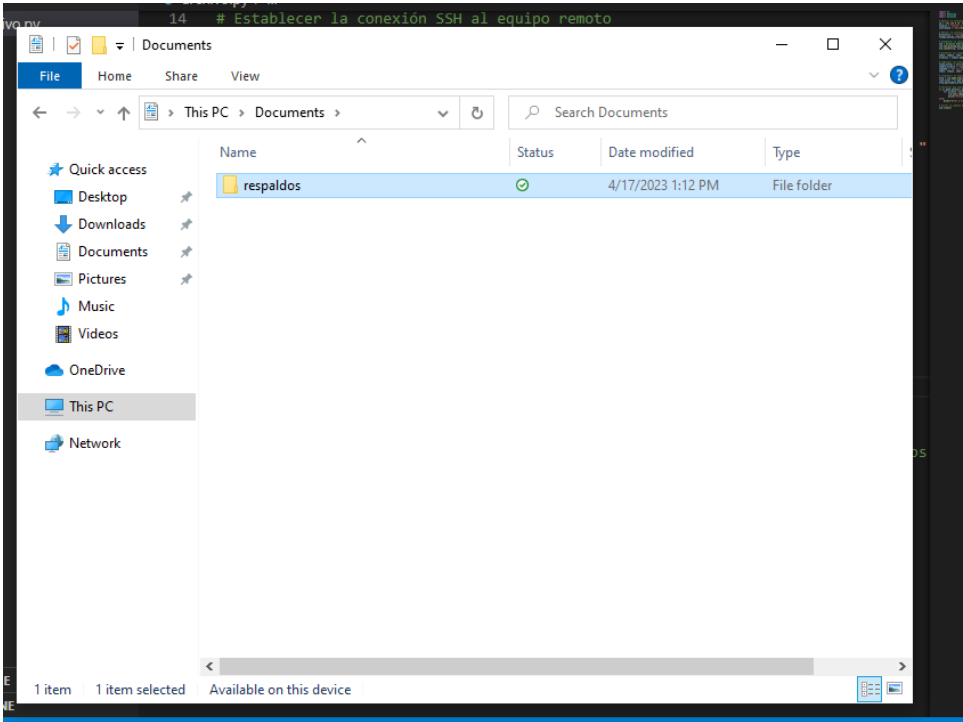 14 # Establecer la conexión SSH al equipo remoto
Documents
File Home Share View
This PC Documents
Search Documents
Name Status Date modified Type
respaldos 4/17/2023 1:12 PM File folder
Quick access
Desktop
Downloads
Documents
Pictures
Music
Videos
OneDrive
This PC
Network
1 item 1 item selected Available on this device